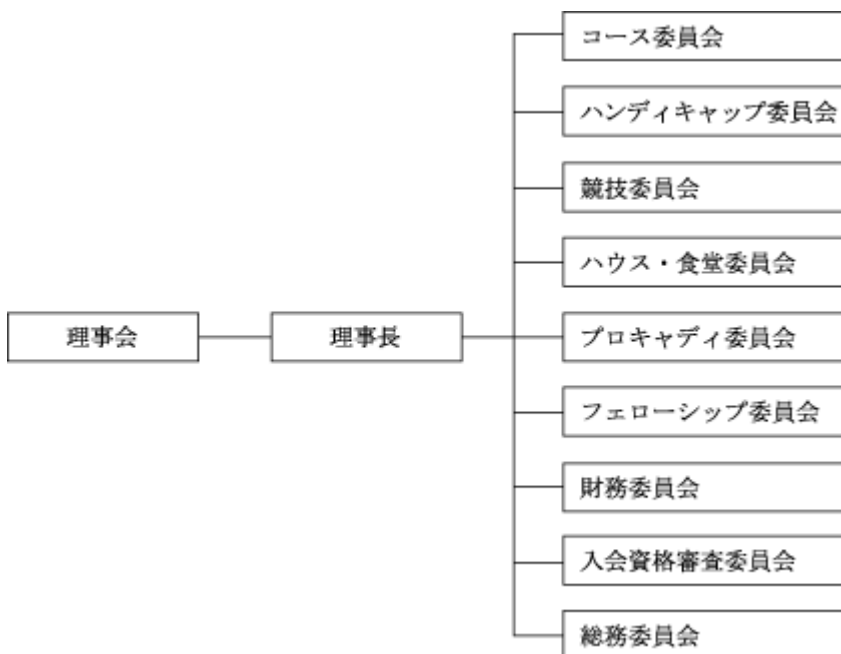 理事会
理事長
コース委員会
ハンディキャップ委員会
競技委員会
ハウス・食堂委員会
プロキャディ委員会
フェローシップ委員会
財務委員会
入会資格審査委員会
総務委員会